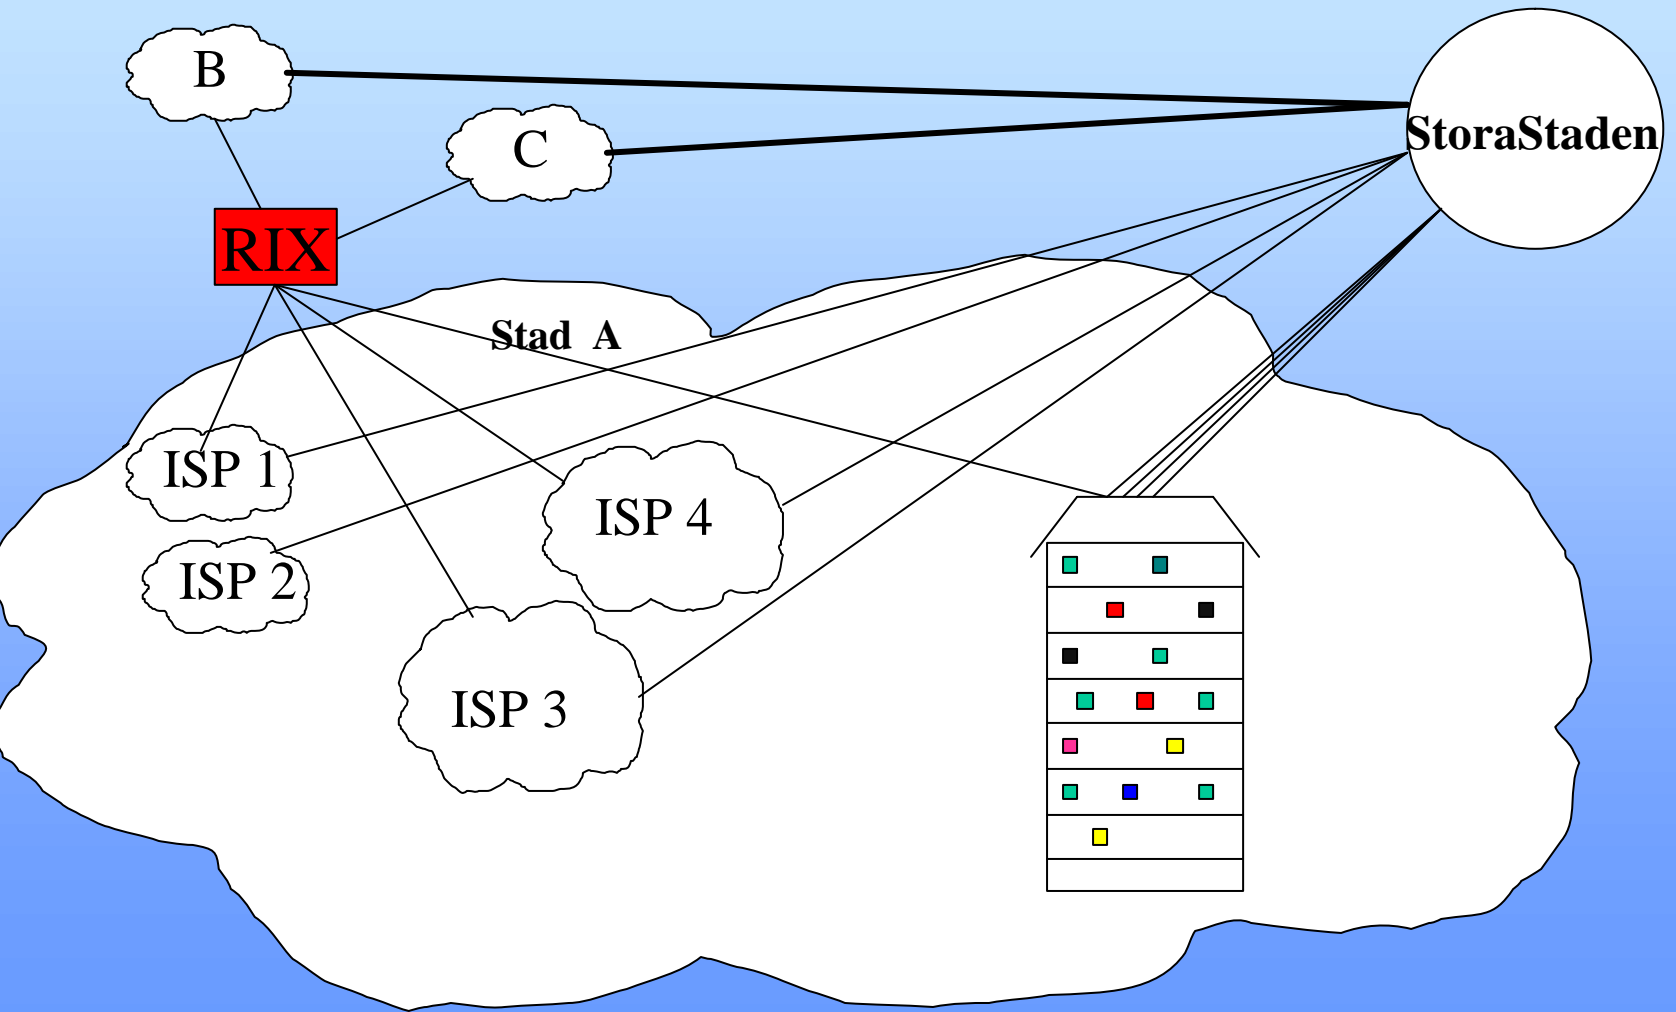 B
C
StoraStaden
RIX
Stad A
ISP 1
ISP 4
ISP 2
ISP 3